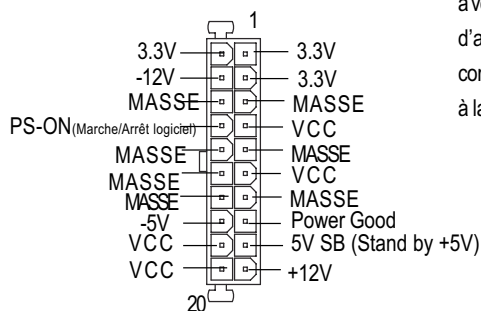 1
3.3V 3.3V
-12V 3.3V
MASSE MASSE
PS-ON(Marche/Arrêt logiciel) VCC
MASSE MASSE
MASSE VCC
MASSE MASSE
-5V Power Good
VCC 5V SB (Stand by +5V)
VCC +12V
20
d'a
à la